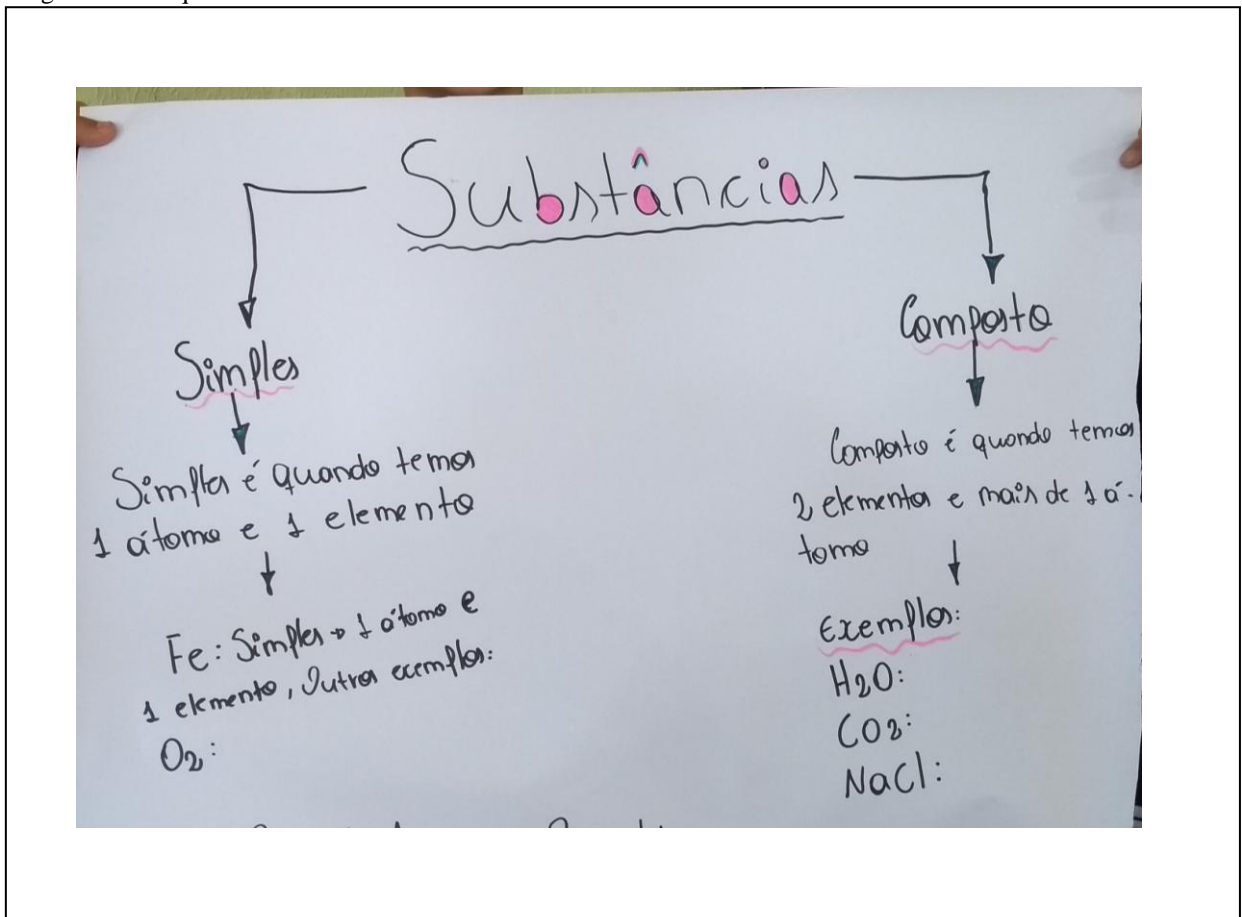 Substâncias
Simples
Simples é quando temos
1 átomo e 1 elemento
Fe: Simples → 1 átomo e
1 elemento, Outros exemplos:
O2:
Composto
Composto é quando temos
2 elementos e mais de 1 á-
tomo
Exemplos:
H2O:
CO2:
NaCl: